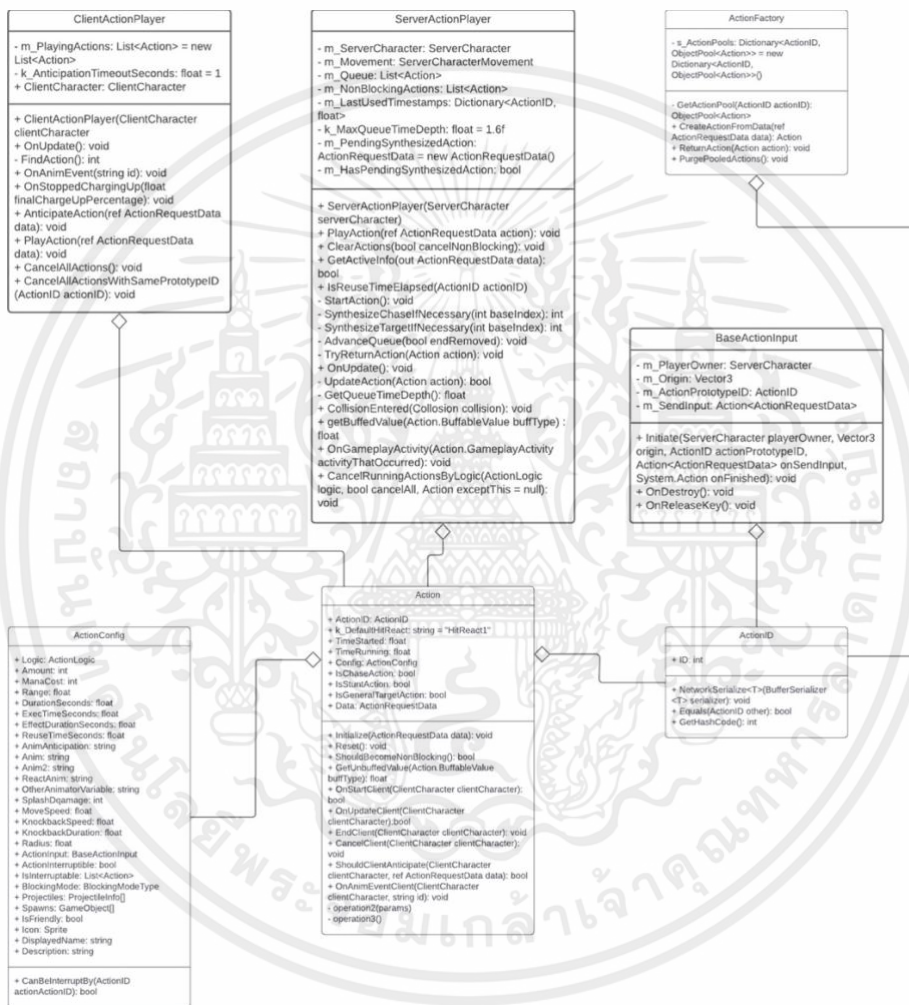 ClientActionPlayer
- m_PlayingActions: List<Action> = new
List<Action>
- k_AnticipationTimeoutSeconds: float = 1
+ ClientCharacter: ClientCharacter
+ ClientActionPlayer(ClientCharacter
clientCharacter
+ OnUpdate(): void
- FindAction(): int
+ OnAnimEvent(string id): void
+ OnStoppedChargingUp(float
finalChargeUpPercentage): void
+ AnticipateAction(ref ActionRequestData
data): void
+ PlayAction(ref ActionRequestData
data): void
+ CancelAllActions(): void
+ CancelAllActionsWithSamePrototypeID
(ActionID actionID): void
ServerActionPlayer
- m_ServerCharacter: ServerCharacter
- m_Movement: ServerCharacterMovement
- m_Queue: List<Action>
- m_NonBlockingActions: List<Action>
- m_LastUsedTimestamps: Dictionary<ActionID,
float>
- k_MaxQueueTimeDepth: float = 1.6f
- m_PendingSynthesizedAction:
ActionRequestData = new ActionRequestData()
- m_HasPendingSynthesizedAction: bool
+ ServerActionPlayer(ServerCharacter
serverCharacter)
+ PlayAction(ref ActionRequestData action): void
+ ClearActions(bool cancelNonBlocking): void
+ GetActiveInfo(out ActionRequestData data):
bool
+ IsReuseTimeElapsed(ActionID actionID)
- StartAction(): void
- SynthesizeChaseIfNecessary(int baseIndex): int
- SynthesizeTargetIfNecessary(int baseIndex): int
- AdvanceQueue(bool endRemoved): void
- TryReturnAction(Action action): void
+ OnUpdate(): void
- UpdateAction(Action action): bool
- GetQueueTimeDepth(): float
+ CollisionEntered(Collosion collision): void
+ getBuffedValue(Action.BuffableValue buffType) :
float
+ OnGameplayActivity(Action.GameplayActivity
activityThatOccurred): void
+ CancelRunningActionsByLogic(ActionLogic
logic, bool cancelAll, Action exceptThis = null):
void
ActionFactory
- s_ActionPools: Dictionary<ActionID,
ObjectPool<Action>> = new
Dictionary<ActionID,
ObjectPool<Action>>()
- GetActionPool(ActionID actionID):
ObjectPool<Action>
+ CreateActionFromData(ref
ActionRequestData data): Action
+ ReturnAction(Action action): void
+ PurgePooledActions(): void
BaseActionInput
- m_PlayerOwner: ServerCharacter
- m_Origin: Vector3
- m_ActionPrototypeID: ActionID
- m_SendInput: Action<ActionRequestData>
+ Initiate(ServerCharacter playerOwner, Vector3
origin, ActionID actionPrototypeID,
Action<ActionRequestData> onSendInput,
System.Action onFinished): void
+ OnDestroy(): void
+ OnReleaseKey(): void
ActionConfig
+ Logic: ActionLogic
+ Amount: int
+ ManaCost: int
+ Range: float
+ DurationSeconds: float
+ ExecTimeSeconds: float
+ EffectDurationSeconds: float
+ ReuseTimeSeconds: float
+ AnimAnticipation: string
+ Anim: string
+ Anim2: string
+ ReactAnim: string
+ OtherAnimatorVariable: string
+ SplashDqamage: int
+ MoveSpeed: float
+ KnockbackSpeed: float
+ KnockbackDuration: float
+ Radius: float
+ ActionInput: BaseActionInput
+ ActionInterruptible: bool
+ IsInterruptable: List<Action>
+ BlockingMode: BlockingModeType
+ Projectiles: ProjectileInfo[]
+ Spawns: GameObject[]
+ IsFriendly: bool
+ Icon: Sprite
+ DisplayedName: string
+ Description: string
+ CanBeInterruptBy(ActionID
actionActionID): bool
Action
+ ActionID: ActionID
+ k_DefaultHitReact: string = "HitReact1"
+ TimeStarted: float
+ TimeRunning: float
+ Config: ActionConfig
+ IsChaseAction: bool
+ IsStuntAction: bool
+ IsGeneralTargetAction: bool
+ Data: ActionRequestData
+ Initialize(ActionRequestData data): void
+ Reset(): void
+ ShouldBecomeNonBlocking(): bool
+ GetUnbuffedValue(Action.BuffableValue
buffType): float
+ OnStartClient(ClientCharacter clientCharacter):
bool
+ OnUpdateClient(ClientCharacter
clientCharacter):bool
+ EndClient(ClientCharacter clientCharacter): void
+ CancelClient(ClientCharacter clientCharacter):
void
+ ShouldClientAnticipate(ClientCharacter
clientCharacter, ref ActionRequestData data): bool
+ OnAnimEventClient(ClientCharacter
clientCharacter, string id): void
- operation2(params)
- operation3()
ActionID
+ ID: int
+ NetworkSerialize<T>(BufferSerializer
<T> serializer): void
+ Equals(ActionID other): bool
+ GetHashCode(): int